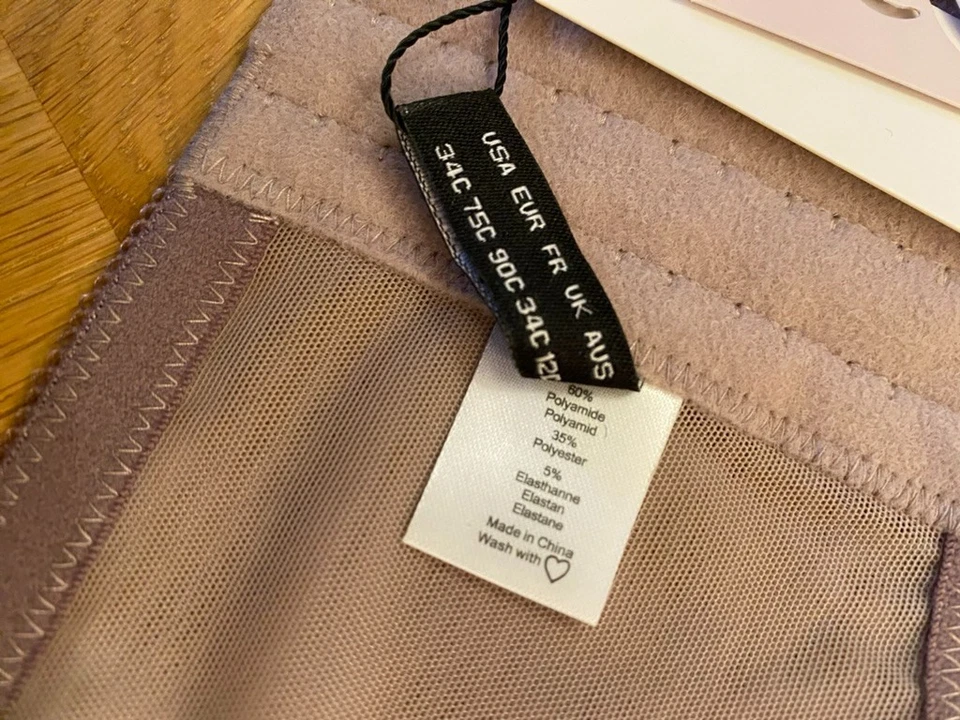 USA EUR FR UK AUS
34C 75C 90C 34C 12
60%
Polyamide
Polyamid
35%
Polyester
5%
Elasthanne
Elastan
Elastane
Made in China
Wash with